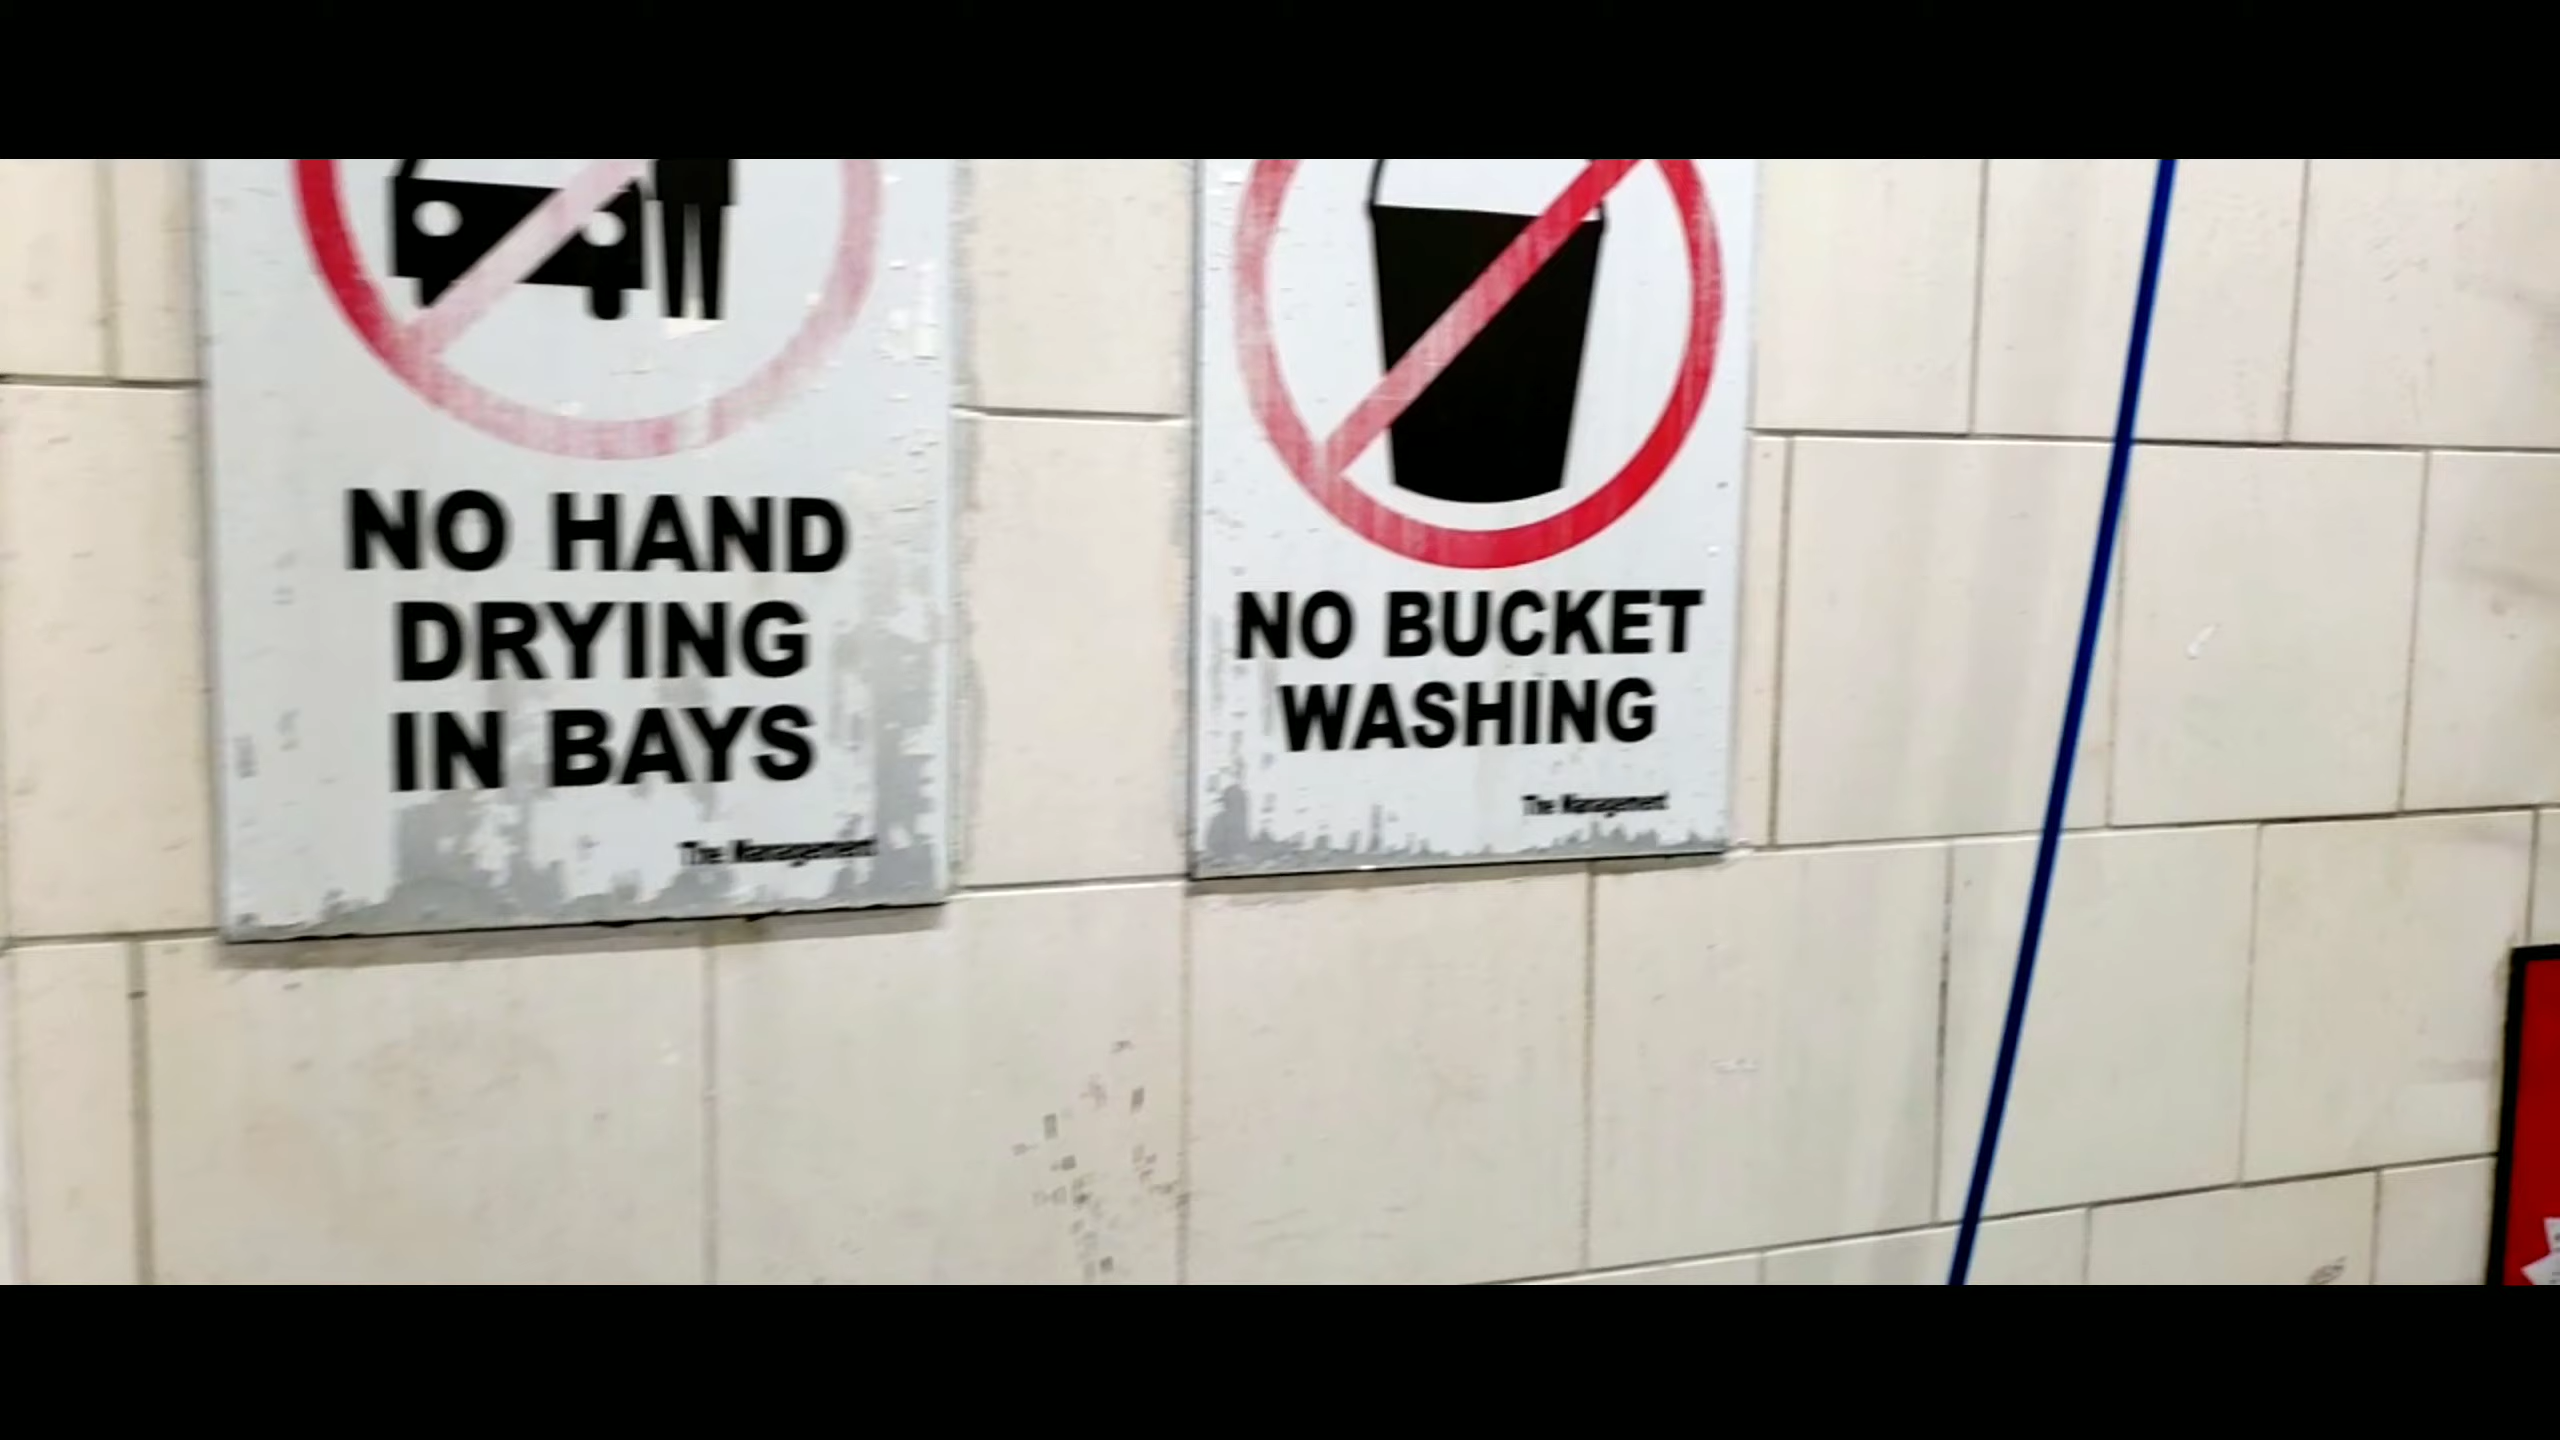 NO HAND
DRYING
IN BAYS
The Management
NO BUCKET
WASHING
The Management